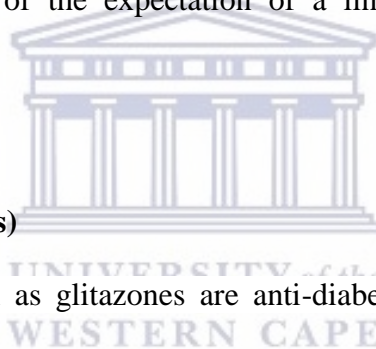 of the expectation of a
s)
UNIVERSITY of the
as glitazones are anti-diabe
WESTERN CAPE